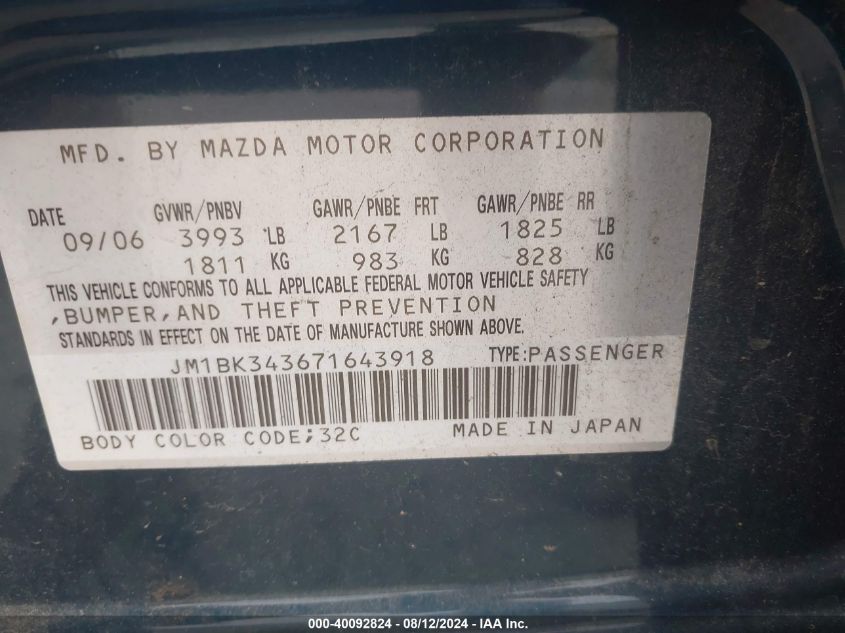 MFD. BY MAZDA MOTOR CORPORATION
DATE GVWR/PNBV GAWR/PNBE FRT GAWR/PNBE RR
09/06 3993 LB 2167 LB 1825 LB
1811 KG 983 KG 828 KG
THIS VEHICLE CONFORMS TO ALL APPLICABLE FEDERAL MOTOR VEHICLE SAFETY
,BUMPER,AND THEFT PREVENTION
STANDARDS IN EFFECT ON THE DATE OF MANUFACTURE SHOWN ABOVE.
JM1BK343671643918 TYPE:PASSENGER
BODY COLOR CODE;32C MADE IN JAPAN
000-40092824 - 08/12/2024 - IAA Inc.